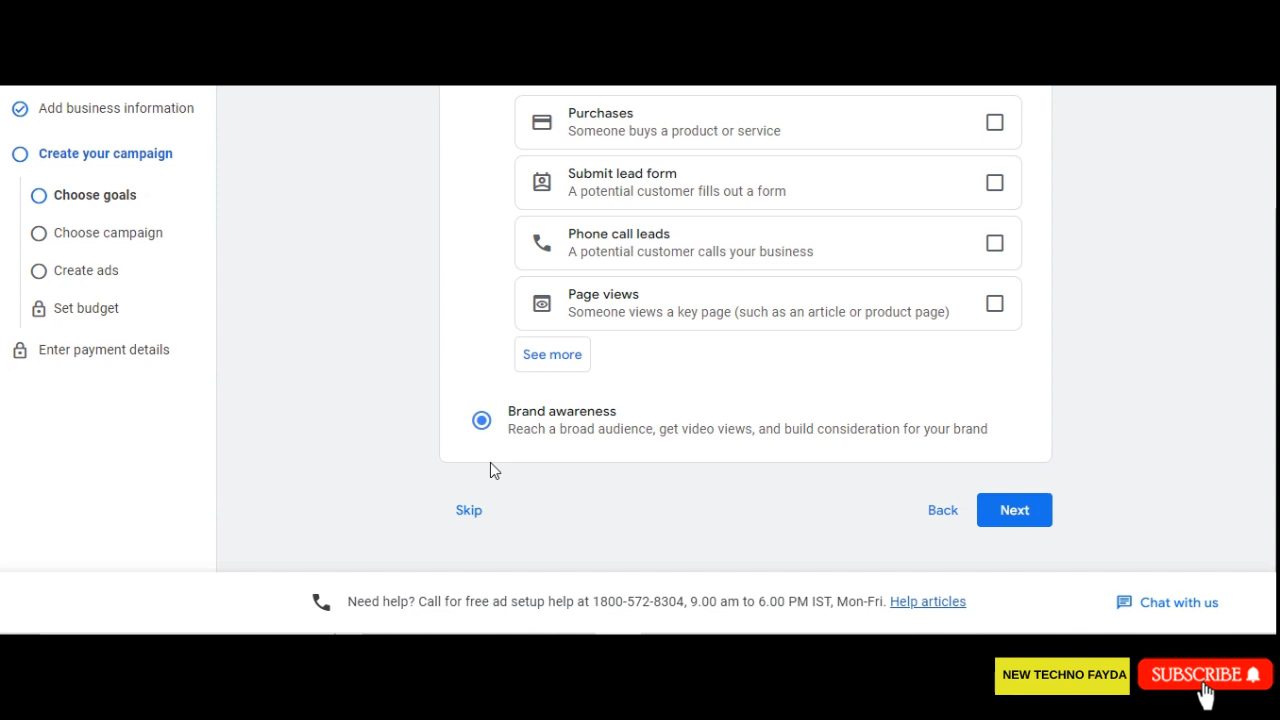 Add business information
Create your campaign
Choose goals
Choose campaign
Create ads
Set budget
Enter payment details
Purchases
Someone buys a product or service
Submit lead form
A potential customer fills out a form
Phone call leads
A potential customer calls your business
Page views
Someone views a key page (such as an article or product page)
See more
Brand awareness
Reach a broad audience, get video views, and build consideration for your brand
Skip
Back
Next
Need help? Call for free ad setup help at 1800-572-8304, 9.00 am to 6.00 PM IST, Mon-Fri. Help articles
Chat with us
NEW TECHNO FAYDA
SUBSCRIBE